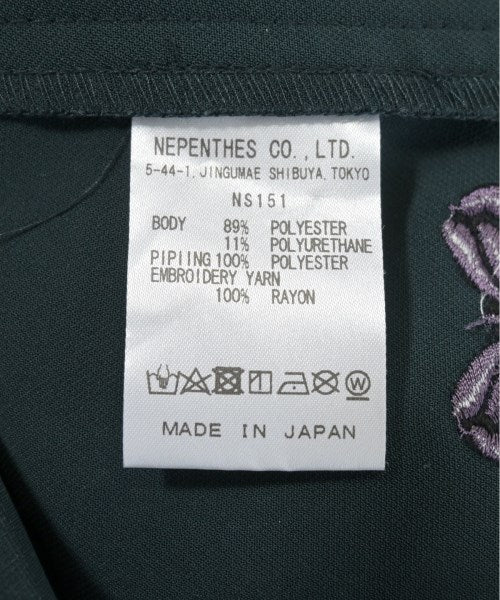 NEPENTHES CO.,LTD.
5-44-1,JINGUMAE SHIBUYA,TOKYO
NS151
BODY 89% POLYESTER
11% POLYURETHANE
PIPIING 100% POLYESTER
EMBROIDERY YARN
100% RAYON
W
MADE IN JAPAN